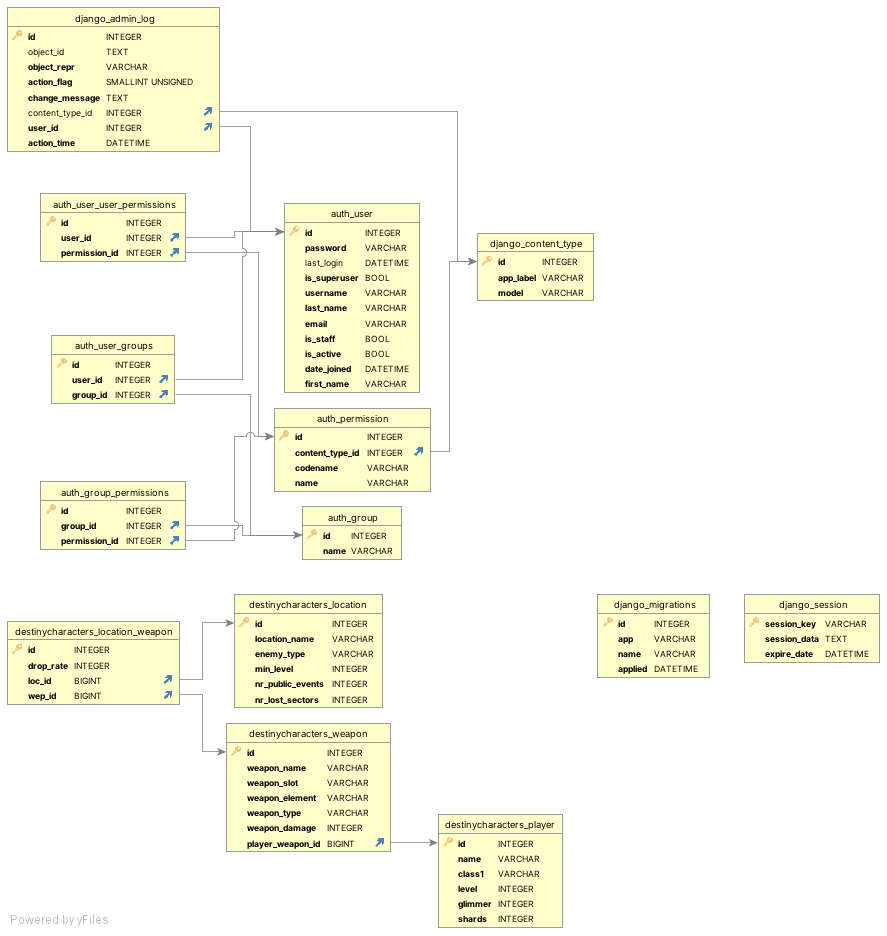 django_admin_log
id INTEGER
object_id TEXT
object_repr VARCHAR
action_flag SMALLINT UNSIGNED
change_message TEXT
content_type_id INTEGER
user_id INTEGER
action_time DATETIME
auth_user_user_permissions
id INTEGER
user_id INTEGER
permission_id INTEGER
auth_user
id INTEGER
password VARCHAR
last_login DATETIME
is_superuser BOOL
username VARCHAR
last_name VARCHAR
email VARCHAR
is_staff BOOL
is_active BOOL
date_joined DATETIME
first_name VARCHAR
django_content_type
id INTEGER
app_label VARCHAR
model VARCHAR
auth_user_groups
id INTEGER
user_id INTEGER
group_id INTEGER
auth_permission
id INTEGER
content_type_id INTEGER
codename VARCHAR
name VARCHAR
auth_group_permissions
id INTEGER
group_id INTEGER
permission_id INTEGER
auth_group
id INTEGER
name VARCHAR
destinycharacters_location_weapon
id INTEGER
drop_rate INTEGER
loc_id BIGINT
wep_id BIGINT
destinycharacters_location
id INTEGER
location_name VARCHAR
enemy_type VARCHAR
min_level INTEGER
nr_public_events INTEGER
nr_lost_sectors INTEGER
django_migrations
id INTEGER
app VARCHAR
name VARCHAR
applied DATETIME
django_session
session_key VARCHAR
session_data TEXT
expire_date DATETIME
destinycharacters_weapon
id INTEGER
weapon_name VARCHAR
weapon_slot VARCHAR
weapon_element VARCHAR
weapon_type VARCHAR
weapon_damage INTEGER
player_weapon_id BIGINT
destinycharacters_player
id INTEGER
name VARCHAR
class1 VARCHAR
level INTEGER
glimmer INTEGER
shards INTEGER
Powered by yFiles